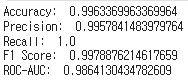 Accuracy:  0.9963369963369964
Precision:  0.9957841483979764
Recall:  1.0
F1 Score:  0.9978876214617659
ROC-AUC:  0.9864130434782609